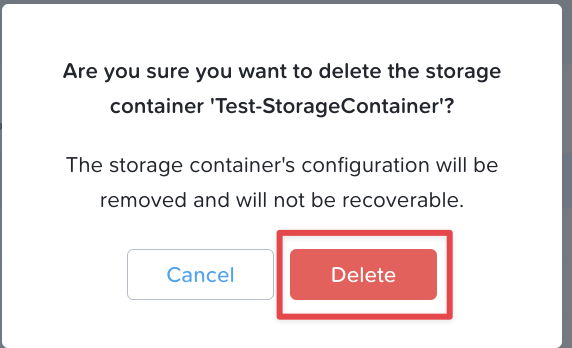 Are you sure you want to delete the storage
container 'Test-StorageContainer'?
The storage container's configuration will be
removed and will not be recoverable.
Cancel
Delete